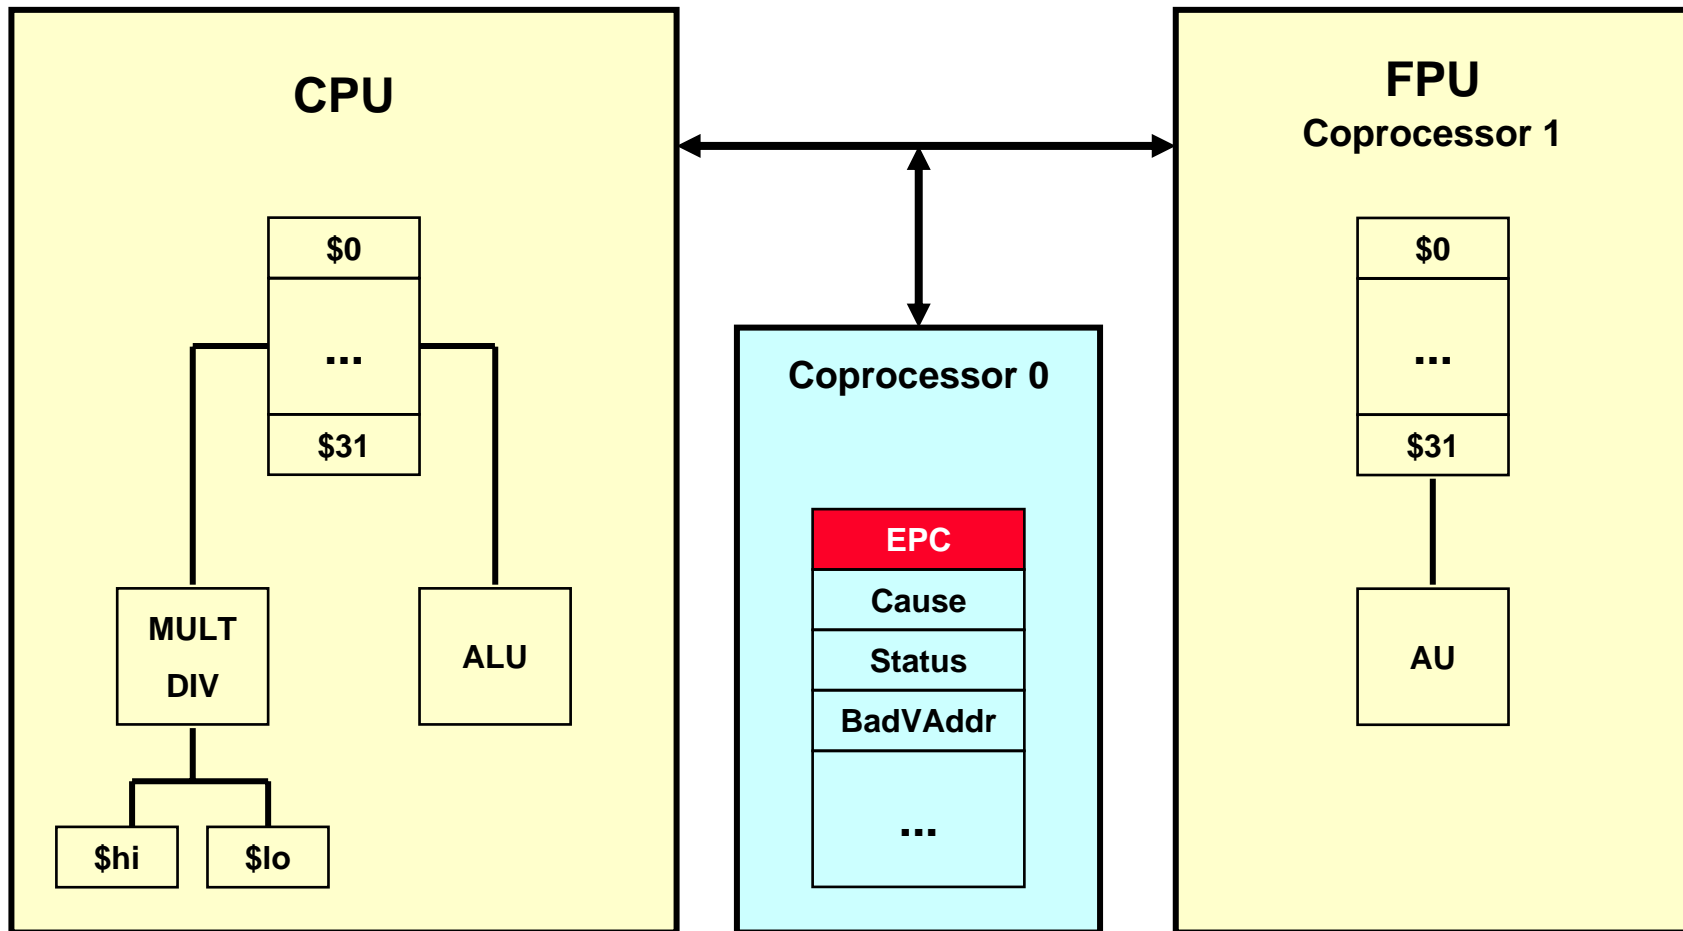 CPU
$0
...
$31
MULT
DIV
ALU
$hi
$lo
Coprocessor 0
EPC
Cause
Status
BadVAddr
...
FPU
Coprocessor 1
$0
...
$31
AU